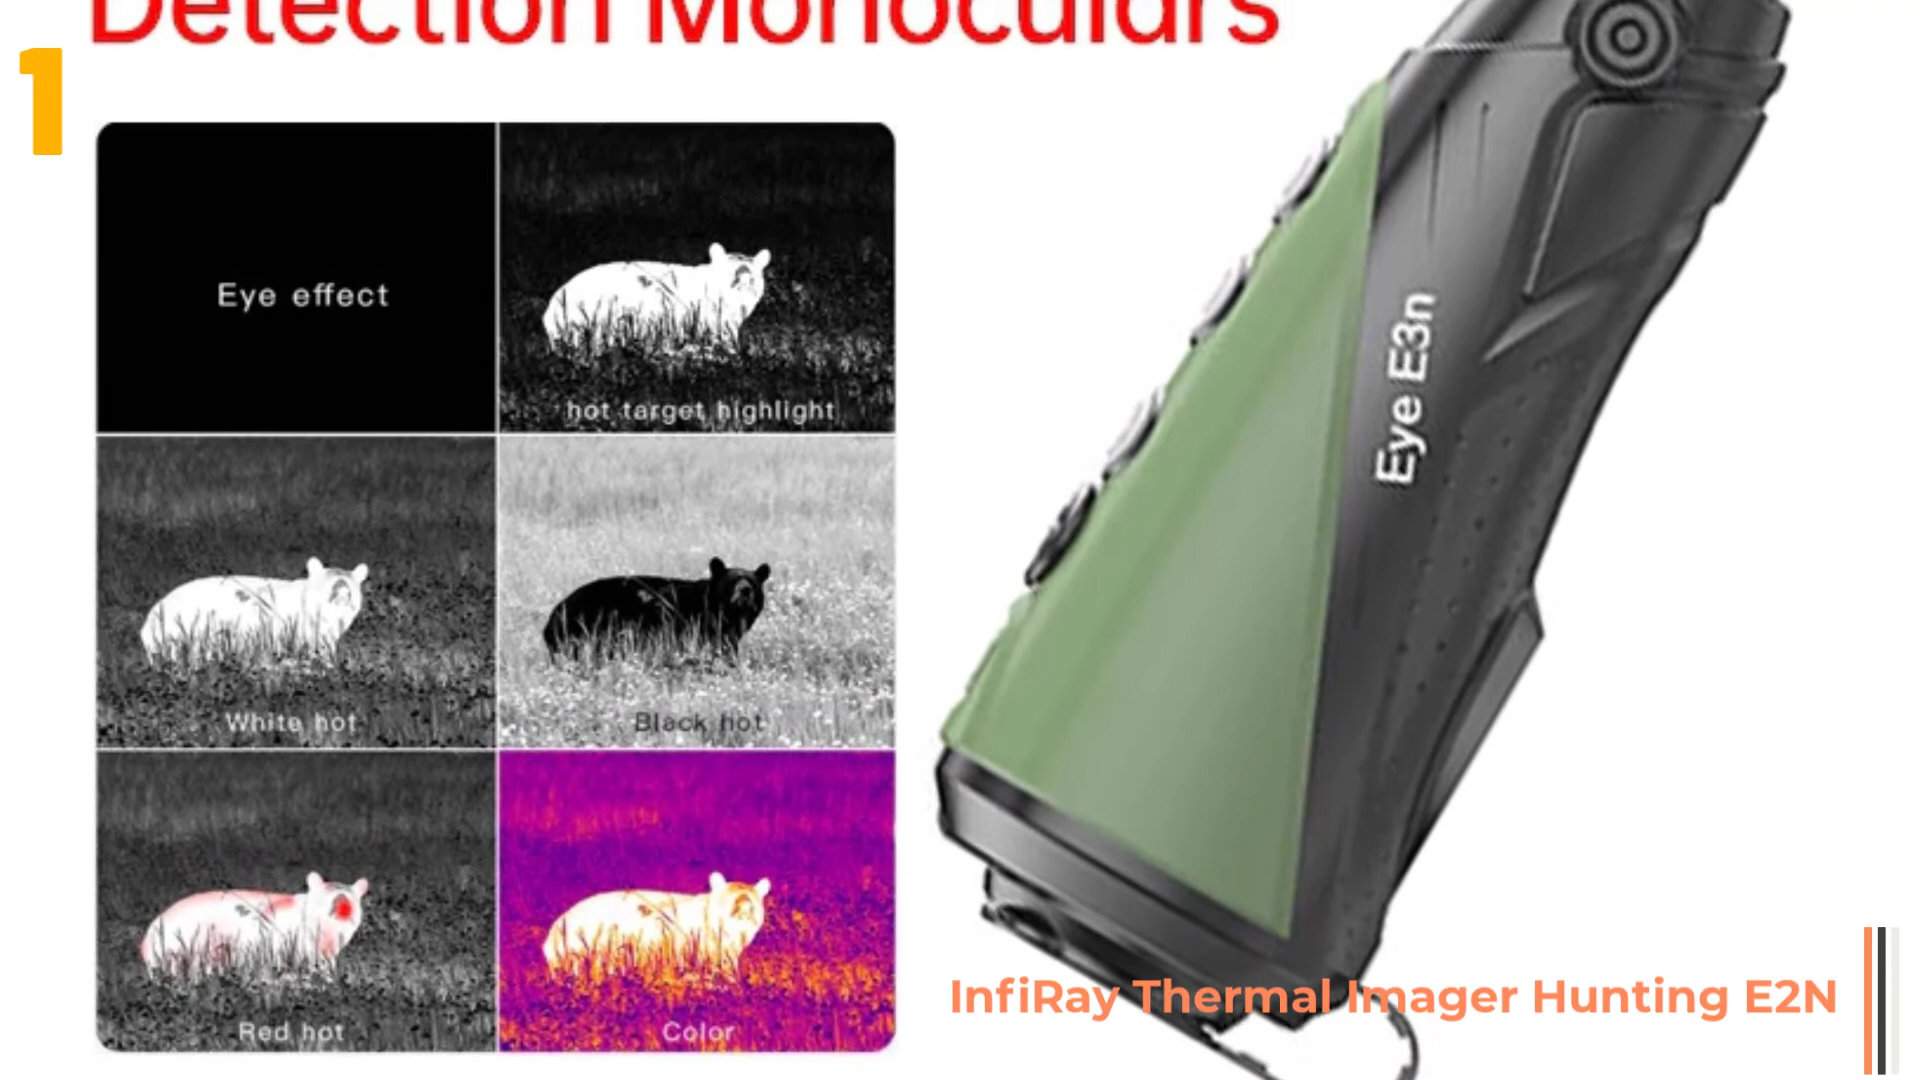 Detection Monoculars
1
Eye effect
hot target highlight
White hot
Black hot
Red hot
Color
Eye E3n
InfiRay Thermal Imager Hunting E2N